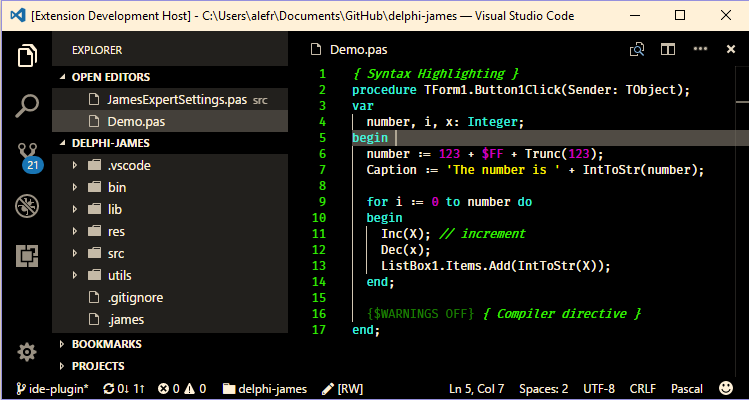 [Extension Development Host] - C:\Users\alefr\Documents\GitHub\delphi-james — Visual Studio Code
EXPLORER
OPEN EDITORS
JamesExpertSettings.pas src
Demo.pas
DELPHI-JAMES
.vscode
bin
lib
res
src
utils
.gitignore
.james
BOOKMARKS
PROJECTS
21
Demo.pas
1 { Syntax Highlighting }
2 procedure TForm1.Button1Click(Sender: TObject);
3 var
4 number, i, x: Integer;
5 begin
6 number := 123 + $FF + Trunc(123);
7 Caption := 'The number is ' + IntToStr(number);
8
9 for i := 0 to number do
10 begin
11 Inc(X); // increment
12 Dec(x);
13 ListBox1.Items.Add(IntToStr(X));
14 end;
15
16 {$WARNINGS OFF} { Compiler directive }
17 end;
ide-plugin* 0↓ 1↑ 0 0 delphi-james [RW] Ln 5, Col 7 Spaces: 2 UTF-8 CRLF Pascal